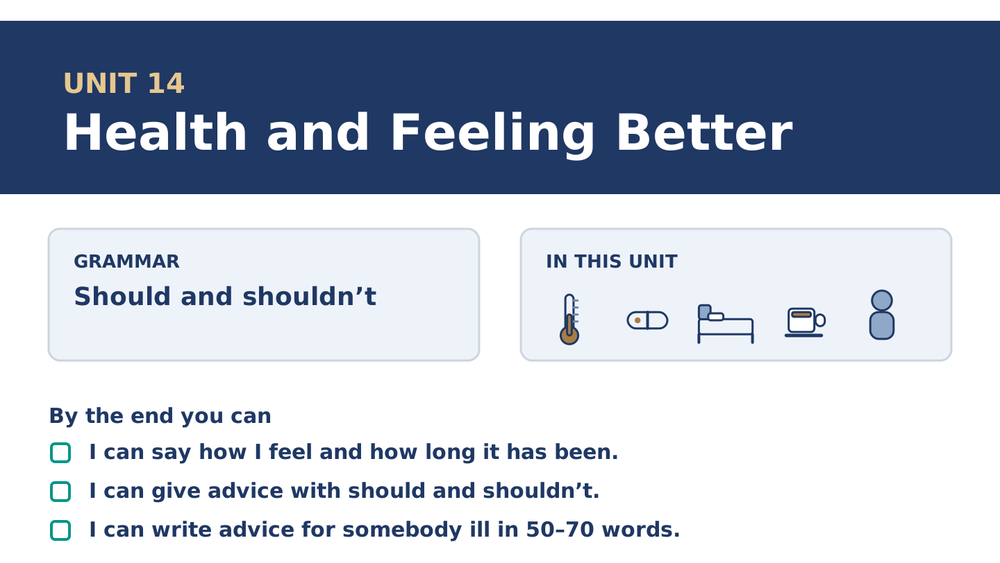 UNIT 14
Health and Feeling Better
GRAMMAR
Should and shouldn’t
IN THIS UNIT
By the end you can
I can say how I feel and how long it has been.
I can give advice with should and shouldn’t.
I can write advice for somebody ill in 50–70 words.